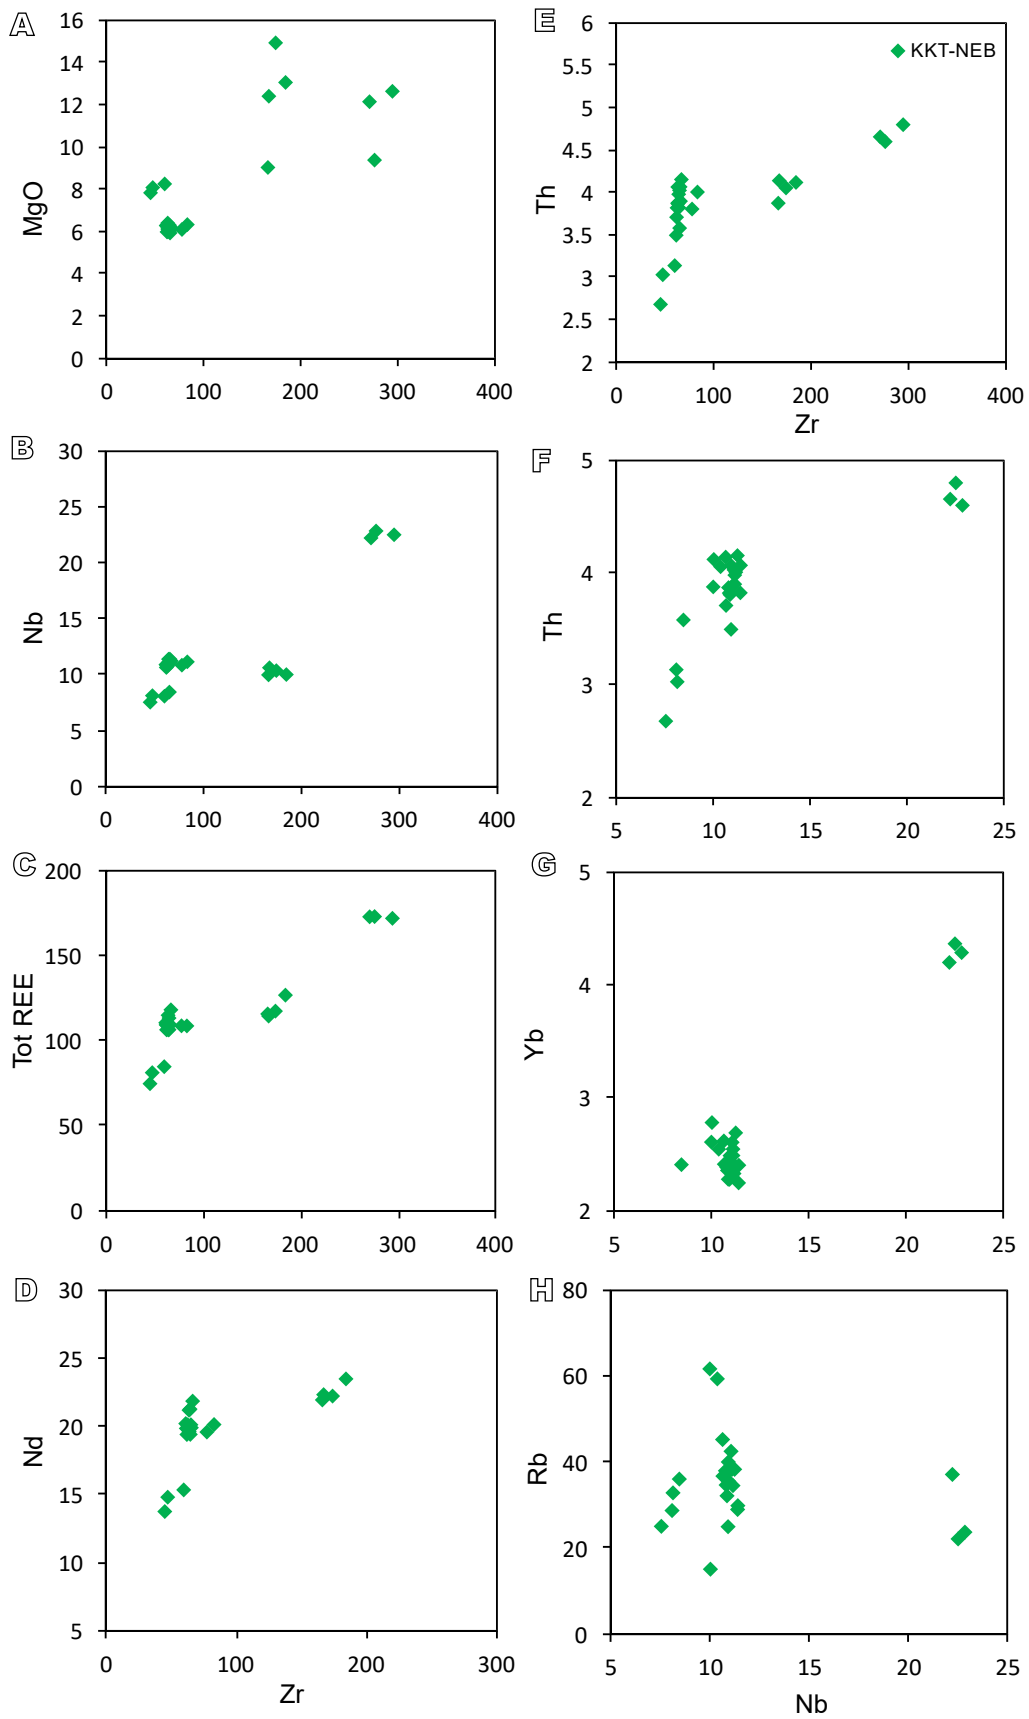 A
MgO
16
14
12
10
8
6
4
2
0
0 100 200 300 400
B
Nb
30
25
20
15
10
5
0
0 100 200 300 400
C
Tot REE
200
150
100
50
0
0 100 200 300 400
D
Nd
30
25
20
15
10
5
0 100 200 300
Zr
E
Th
6
5.5
5
4.5
4
3.5
3
2.5
2
KKT-NEB
0 100 200 300 400
Zr
F
Th
5
4
3
2
5 10 15 20 25
G
Yb
5
4
3
2
5 10 15 20 25
H
Rb
80
60
40
20
0
5 10 15 20 25
Nb